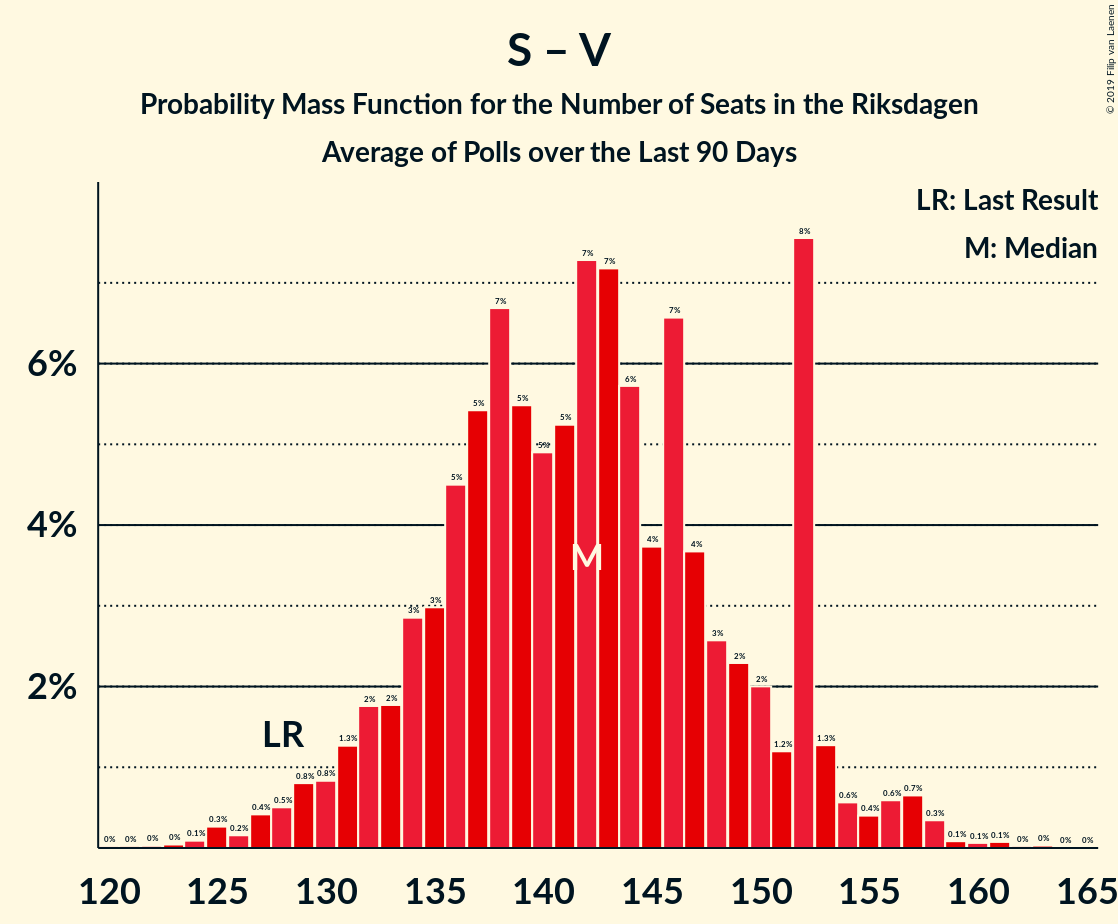 S – V
Probability Mass Function for the Number of Seats in the Riksdagen
Average of Polls over the Last 90 Days
© 2019 Filip van Laenen
LR: Last Result
M: Median
6%
4%
2%
LR
M
0% 0% 0% 0% 0.1% 0.3% 0.2% 0.4% 0.5% 0.8% 0.8% 1.3% 2% 2% 3% 3% 5% 5% 7% 5% 5% 5% 7% 7% 6% 4% 7% 4% 3% 2% 2% 1.2% 8% 1.3% 0.6% 0.4% 0.6% 0.7% 0.3% 0.1% 0.1% 0.1% 0% 0% 0% 0%
120 125 130 135 140 145 150 155 160 165